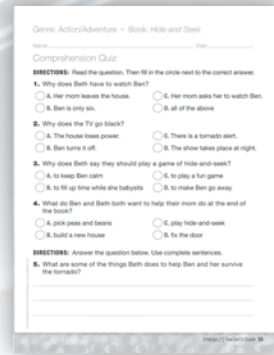 Genre: Action/Adventure • Book: Hide and Seek
Name Date
Comprehension Quiz
DIRECTIONS: Read the question. Then fill in the circle next to the correct answer.
1. Why does Beth have to watch Ben?
A. Her mom leaves the house. C. Her mom asks her to watch Ben.
B. Ben is only six. D. all of the above
2. Why does the TV go black?
A. The house loses power. C. There is a tornado alert.
B. Ben turns it off. D. The show takes place at night.
3. Why does Beth say they should play a game of hide-and-seek?
A. to keep Ben calm C. to play a fun game
B. to fill up time while she babysits D. to make Ben go away
4. What do Ben and Beth both want to help their mom do at the end of
the book?
A. pick peas and beans C. play hide-and-seek
B. build a new house D. fix the door
DIRECTIONS: Answer the question below. Use complete sentences.
5. What are some of the things Beth does to help Ben and her survive
the tornado?
Teacher's Guide